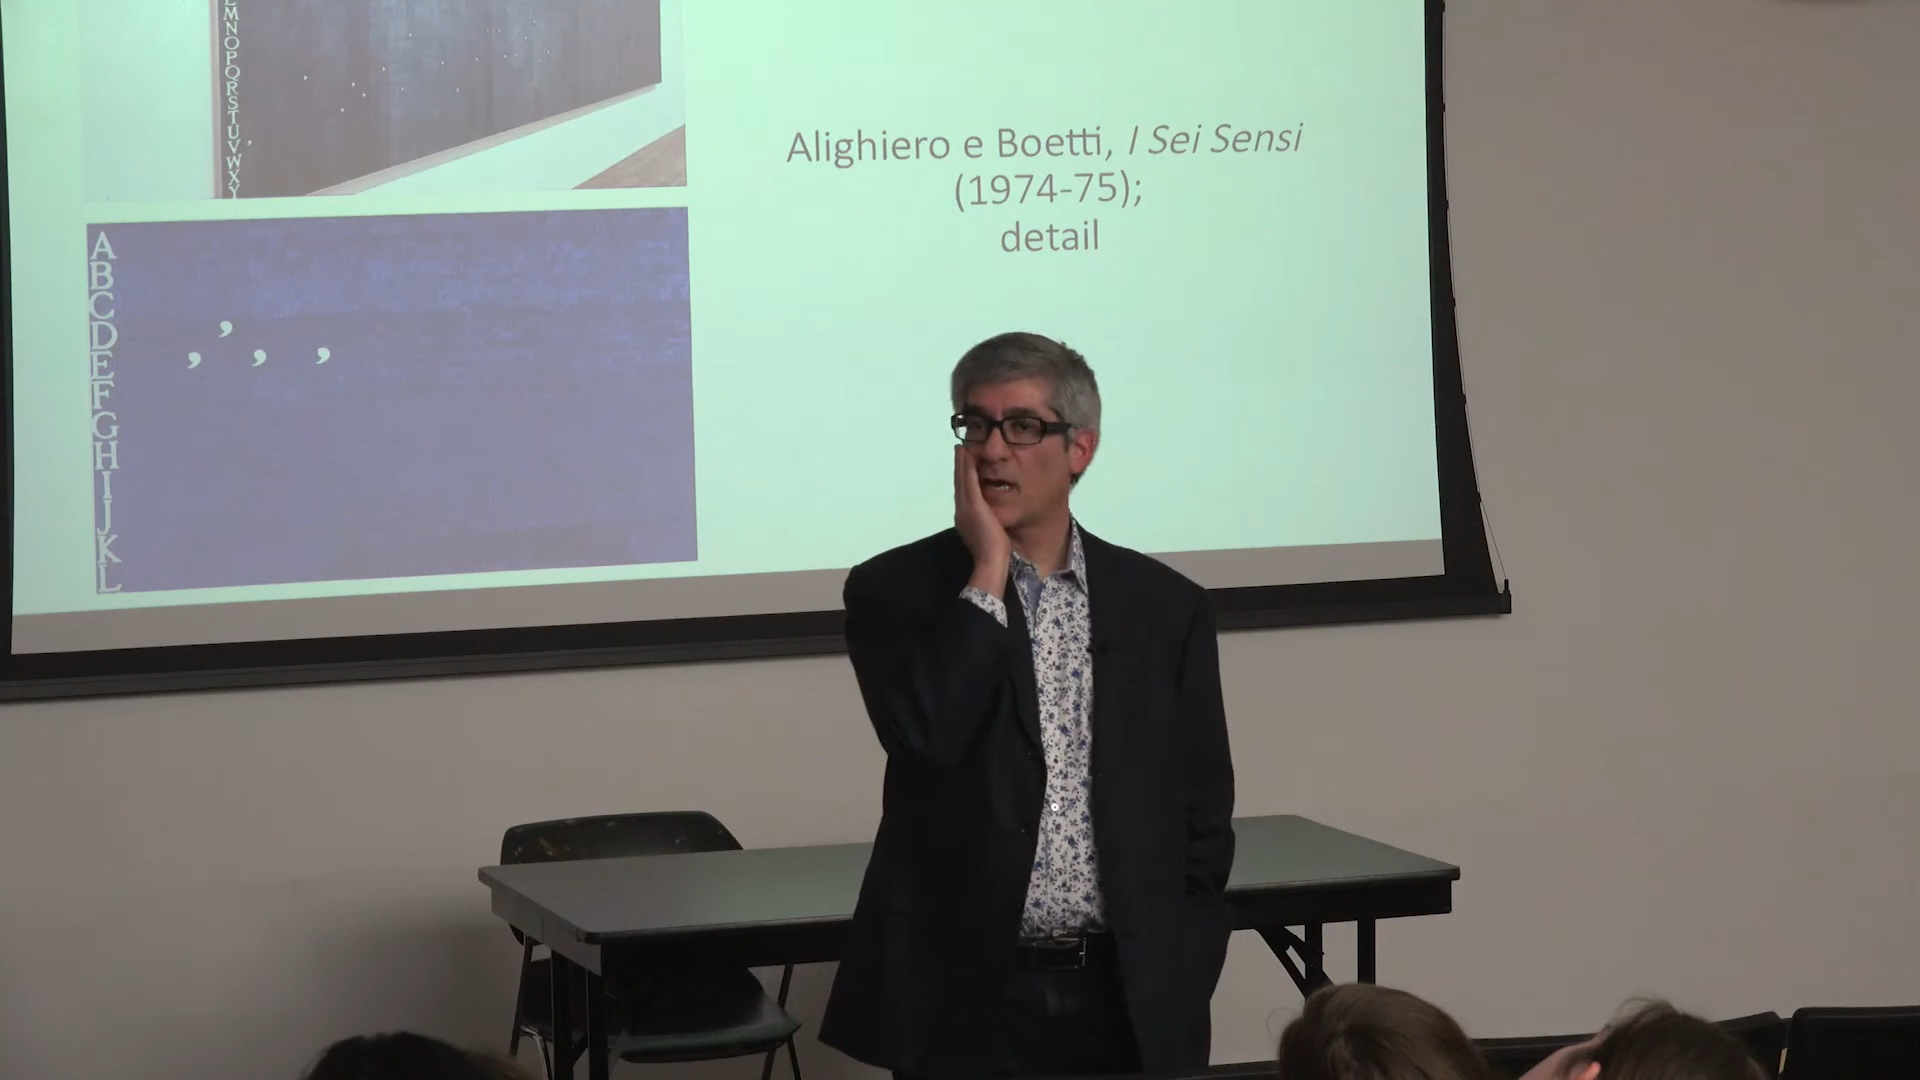 M
N
O
P
Q
R
S
T
U
V
W
X
Y
,
Alighiero e Boetti, I Sei Sensi
(1974-75);
detail
A
B
C
D
E
F
G
H
I
J
K
L
, , , ,